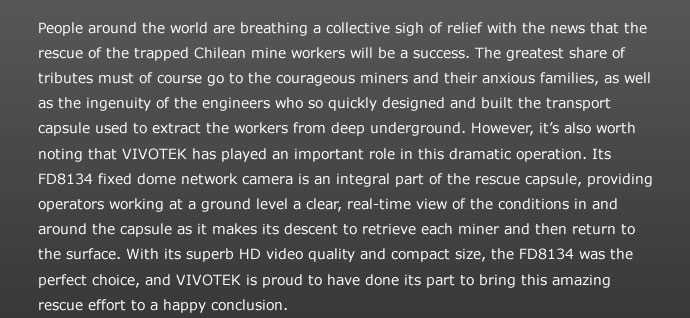 People around the world are breathing a collective sigh of relief with the news that the
rescue of the trapped Chilean mine workers will be a success. The greatest share of
tributes must of course go to the courageous miners and their anxious families, as well
as the ingenuity of the engineers who so quickly designed and built the transport
capsule used to extract the workers from deep underground. However, it’s also worth
noting that VIVOTEK has played an important role in this dramatic operation. Its
FD8134 fixed dome network camera is an integral part of the rescue capsule, providing
operators working at a ground level a clear, real-time view of the conditions in and
around the capsule as it makes its descent to retrieve each miner and then return to
the surface. With its superb HD video quality and compact size, the FD8134 was the
perfect choice, and VIVOTEK is proud to have done its part to bring this amazing
rescue effort to a happy conclusion.